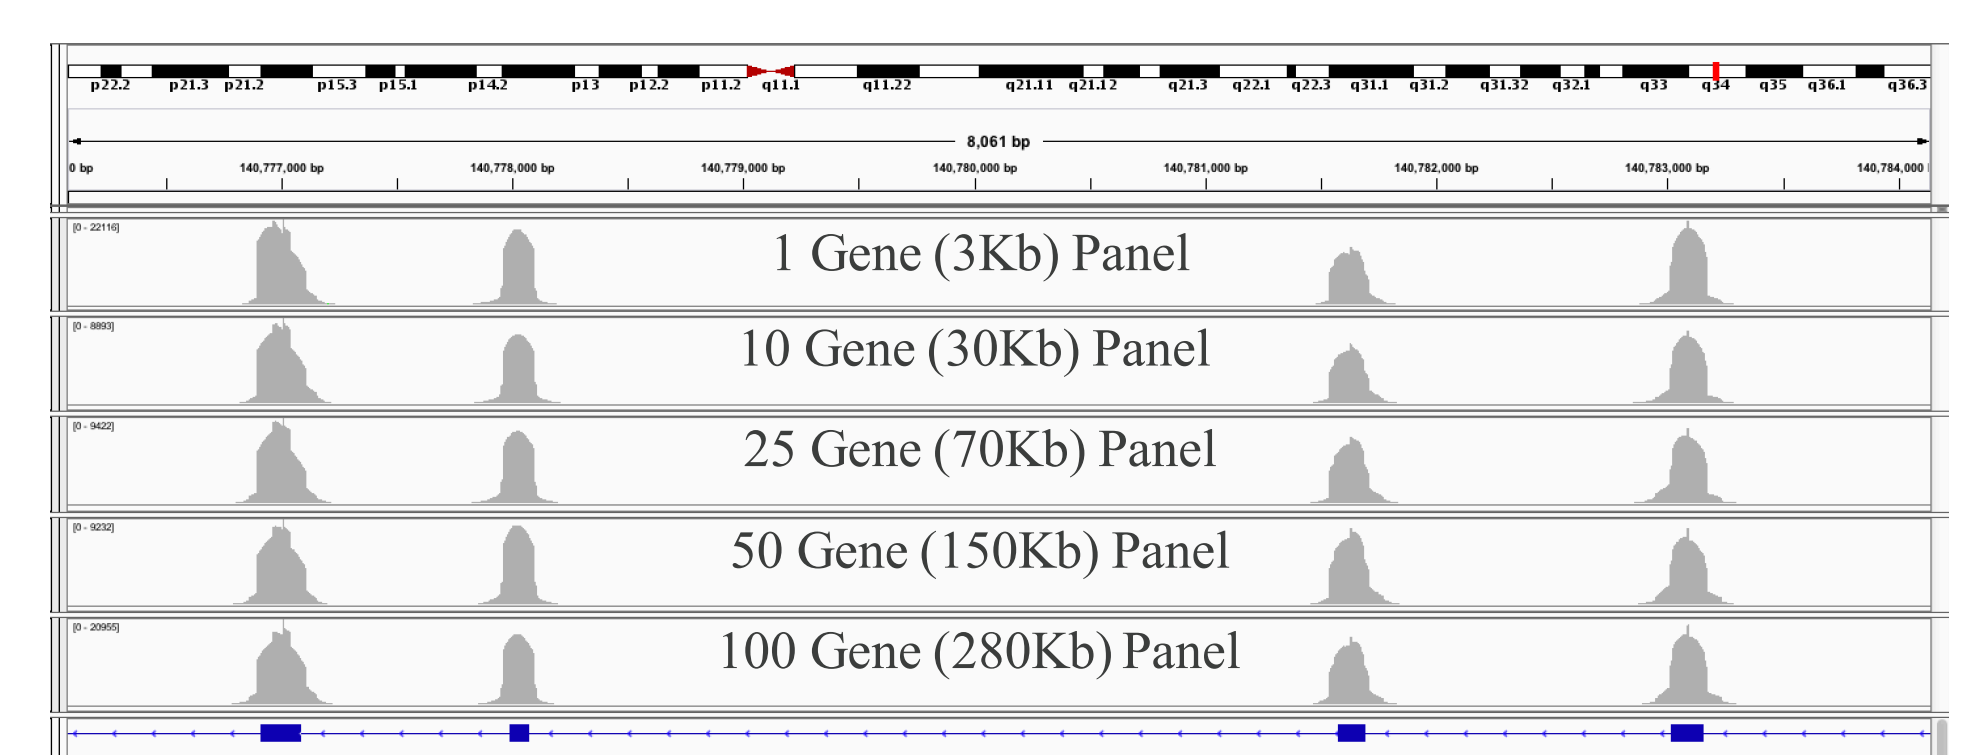 p22.2 p21.3 p21.2 p15.3 p15.1 p14.2 p13 p12.2 p11.2 q11.1 q11.22 q21.11 q21.12 q21.3 q22.1 q22.3 q31.1 q31.2 q31.32 q32.1 q33 q34 q35 q36.1 q36.3
8,061 bp
0 bp 140,777,000 bp 140,778,000 bp 140,779,000 bp 140,780,000 bp 140,781,000 bp 140,782,000 bp 140,783,000 bp 140,784,000
[0 - 22116]
1 Gene (3Kb) Panel
[0 - 8893]
10 Gene (30Kb) Panel
[0 - 9422]
25 Gene (70Kb) Panel
[0 - 9232]
50 Gene (150Kb) Panel
[0 - 20955]
100 Gene (280Kb) Panel